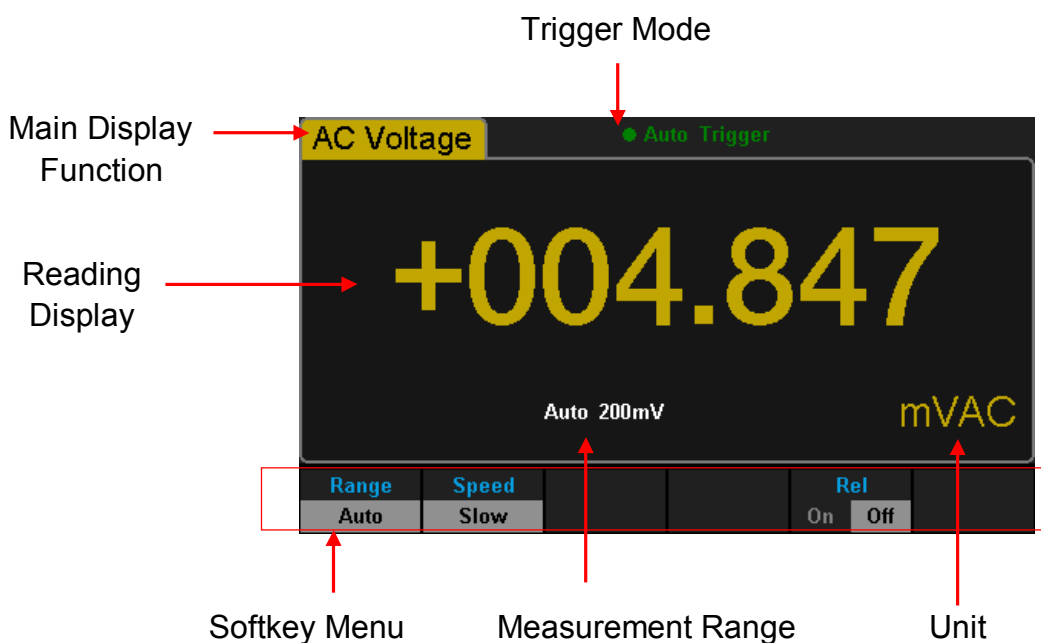 Trigger Mode
Main Display
Function
AC Voltage
Auto Trigger
Reading
Display
+004.847
Auto 200mV
mVAC
Range Speed Rel
Auto Slow On Off
Softkey Menu Measurement Range Unit